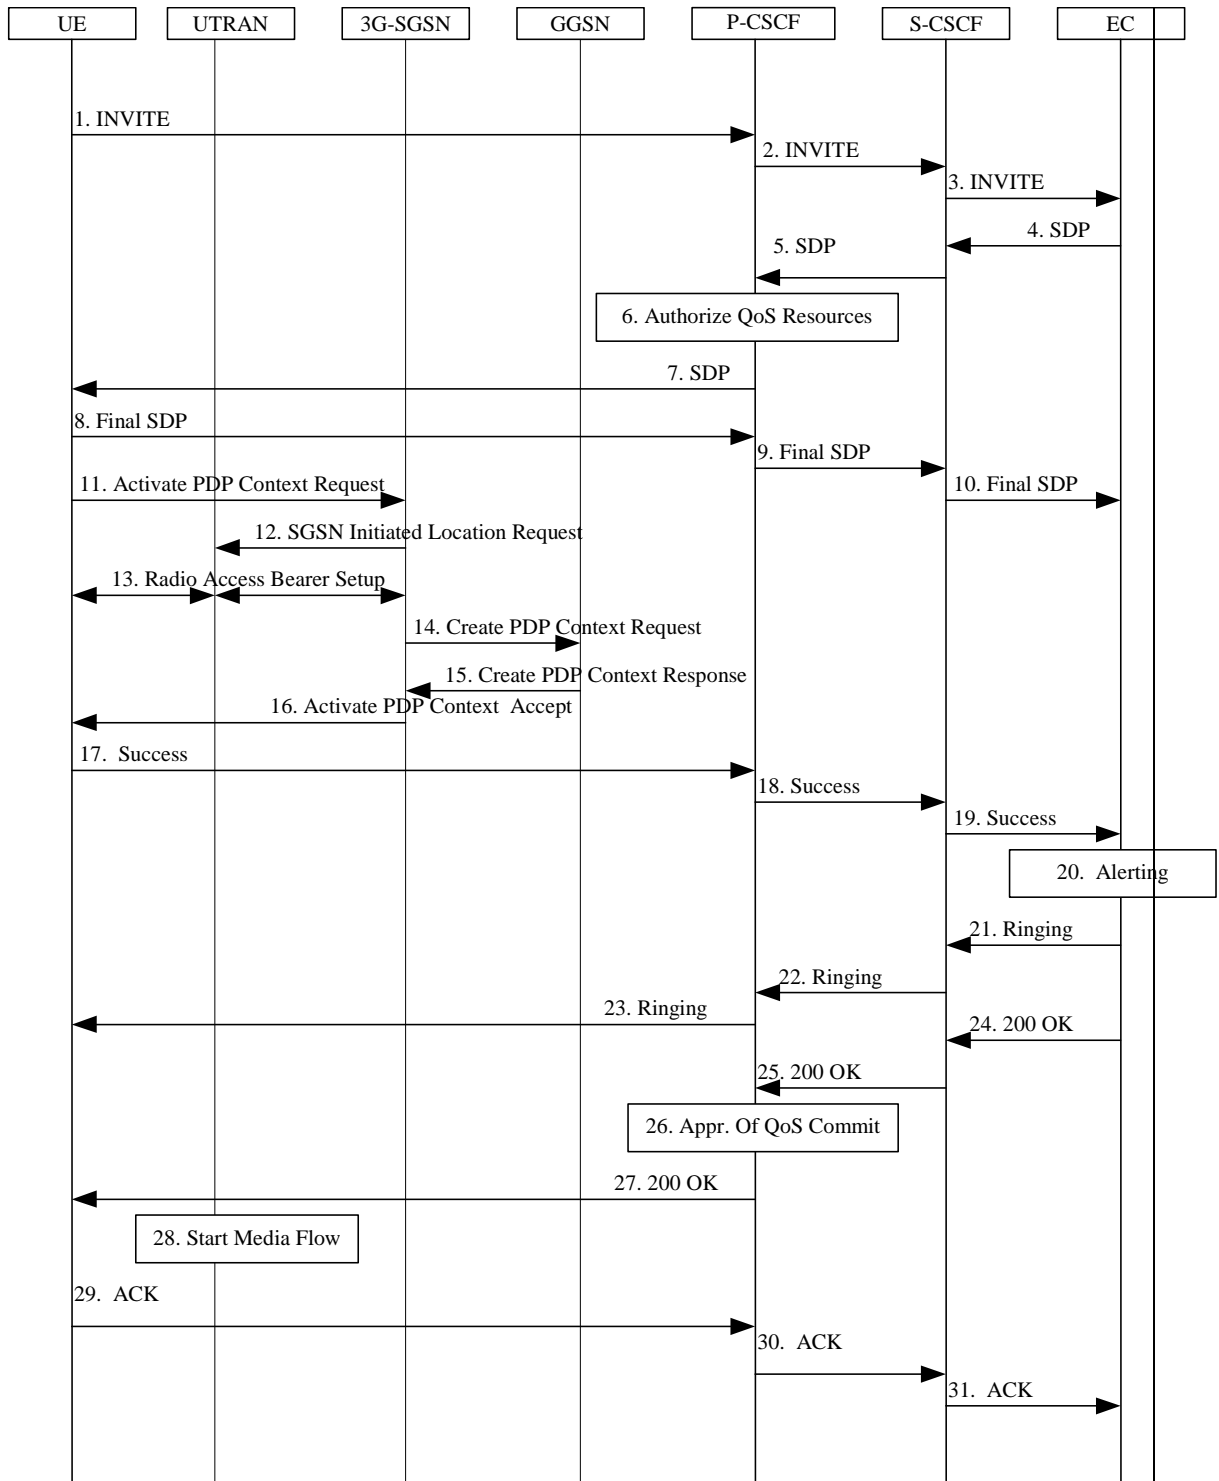 UE
UTRAN
3G-SGSN
GGSN
P-CSCF
S-CSCF
EC
1. INVITE
2. INVITE
3. INVITE
4. SDP
5. SDP
6. Authorize QoS Resources
7. SDP
8. Final SDP
9. Final SDP
11. Activate PDP Context Request
10. Final SDP
12. SGSN Initiated Location Request
13. Radio Access Bearer Setup
14. Create PDP Context Request
15. Create PDP Context Response
16. Activate PDP Context Accept
17. Success
18. Success
19. Success
20. Alerting
21. Ringing
22. Ringing
23. Ringing
24. 200 OK
25. 200 OK
26. Appr. Of QoS Commit
27. 200 OK
28. Start Media Flow
29. ACK
30. ACK
31. ACK